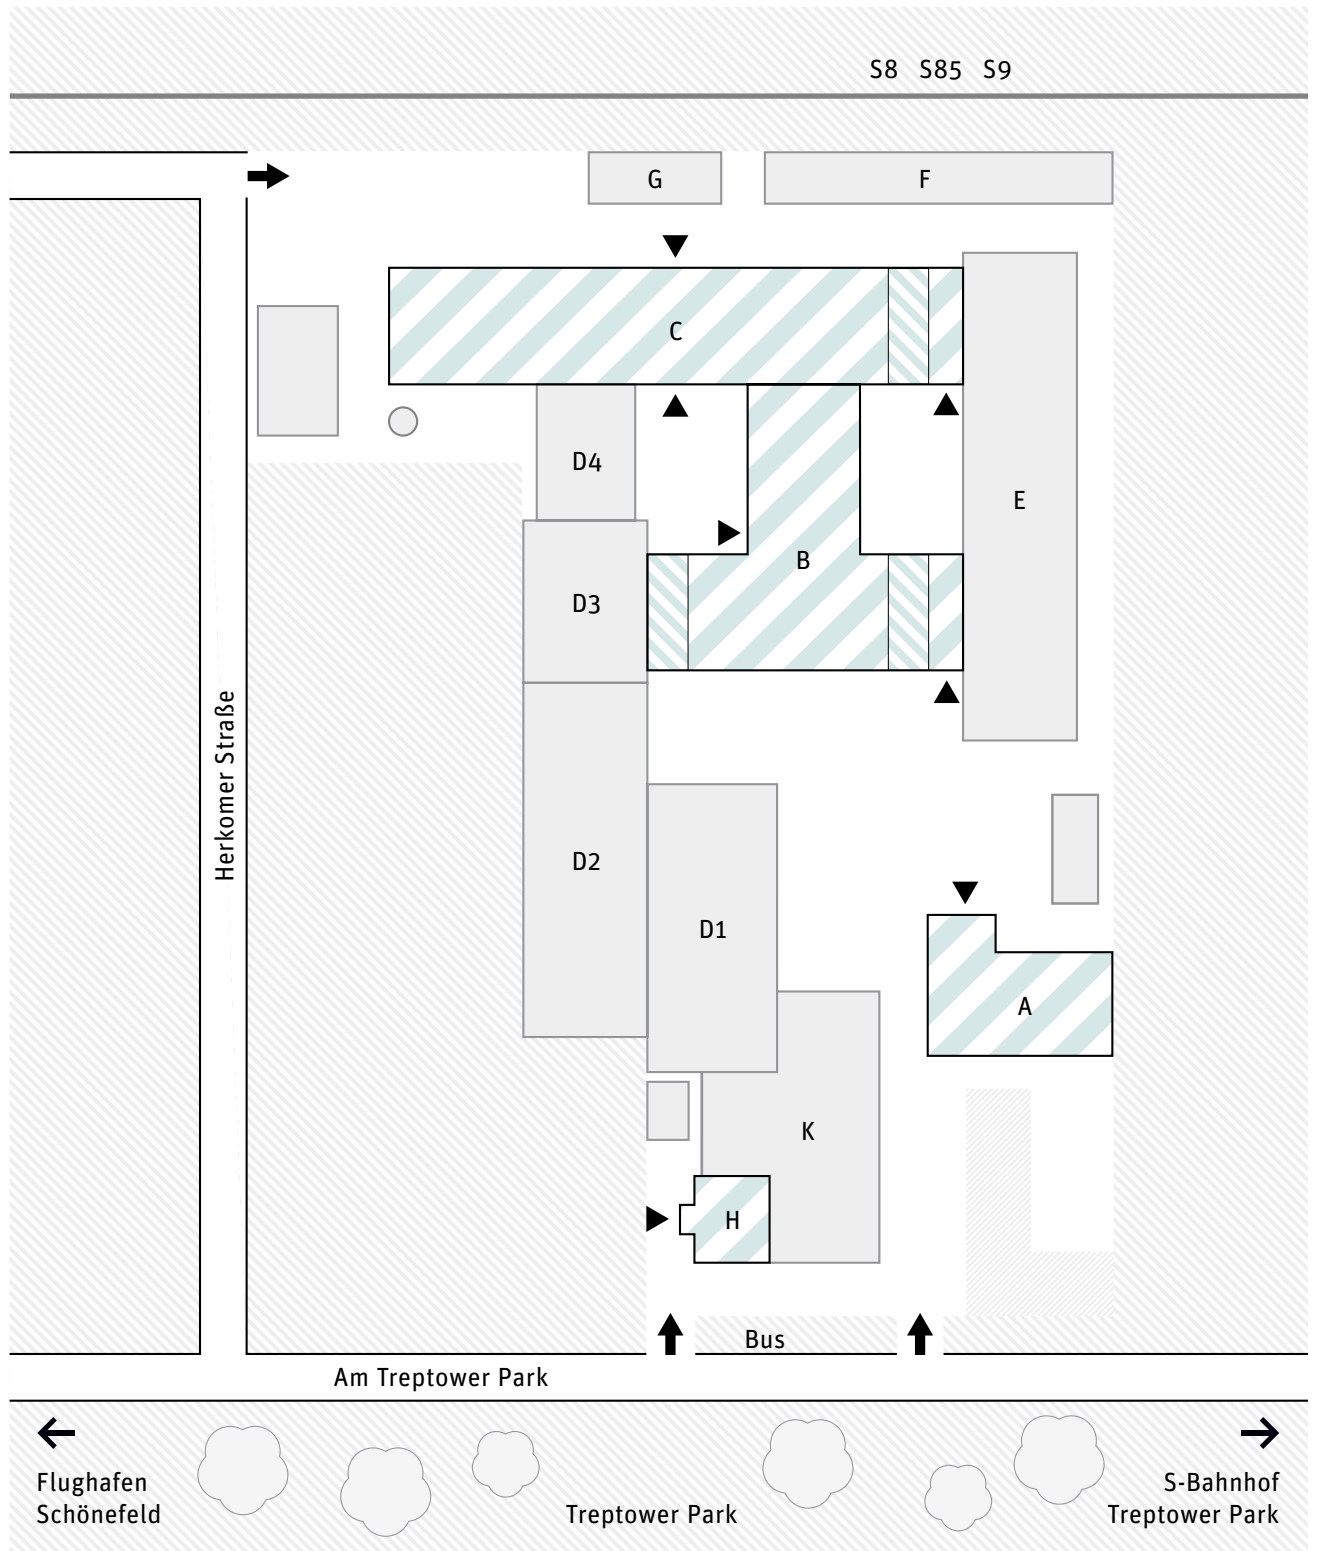 S8 S85 S9
G
F
C
D4
E
B
D3
Herkomer Straße
D2
D1
A
K
H
Bus
Am Treptower Park
Flughafen
Schönefeld
Treptower Park
S-Bahnhof
Treptower Park